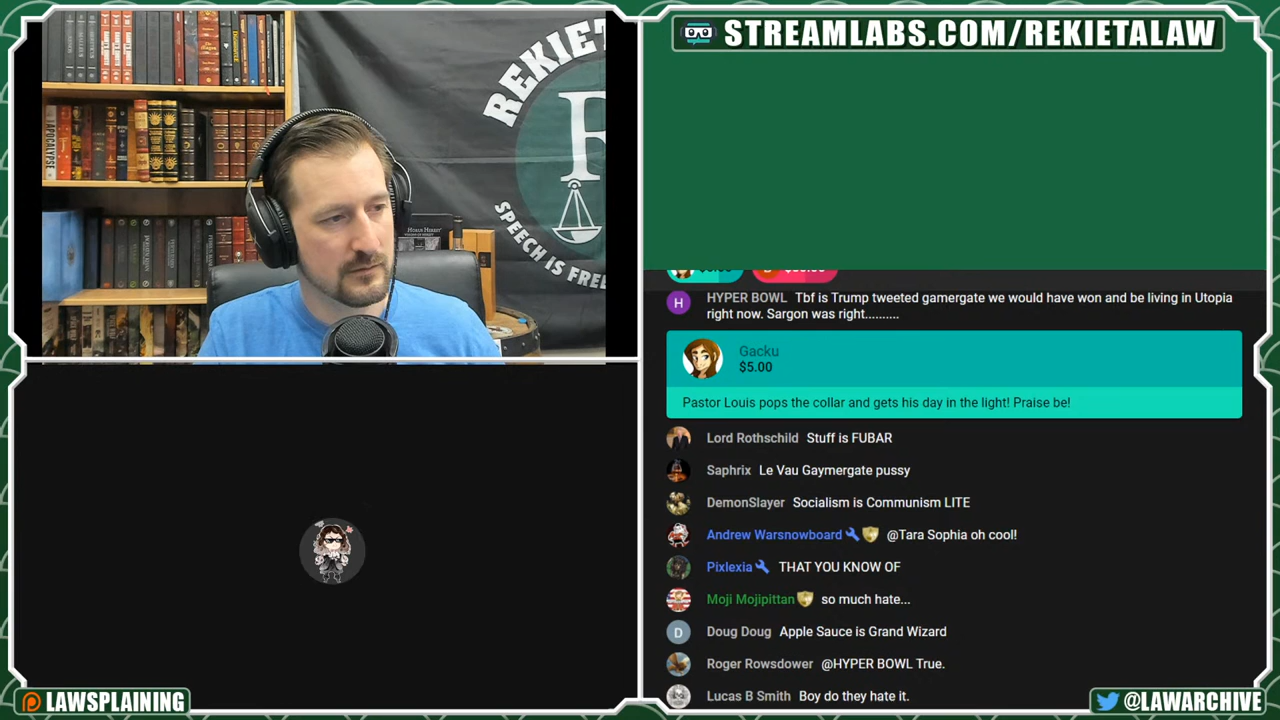 STREAMLABS.COM/REKIETALAW
APOCALYPSE
REKIET
R
SPEECH IS FREE
HYPER BOWL Tbf is Trump tweeted gamergate we would have won and be living in Utopia
right now. Sargon was right..........
Gacku
$5.00
Pastor Louis pops the collar and gets his day in the light! Praise be!
Lord Rothschild Stuff is FUBAR
Saphrix Le Vau Gaymergate pussy
DemonSlayer Socialism is Communism LITE
Andrew Warsnowboard @Tara Sophia oh cool!
Pixlexia THAT YOU KNOW OF
Moji Mojipittan so much hate...
D
Doug Doug Apple Sauce is Grand Wizard
Roger Rowsdower @HYPER BOWL True.
Lucas B Smith Boy do they hate it.
LAWSPLAINING
@LAWARCHIVE